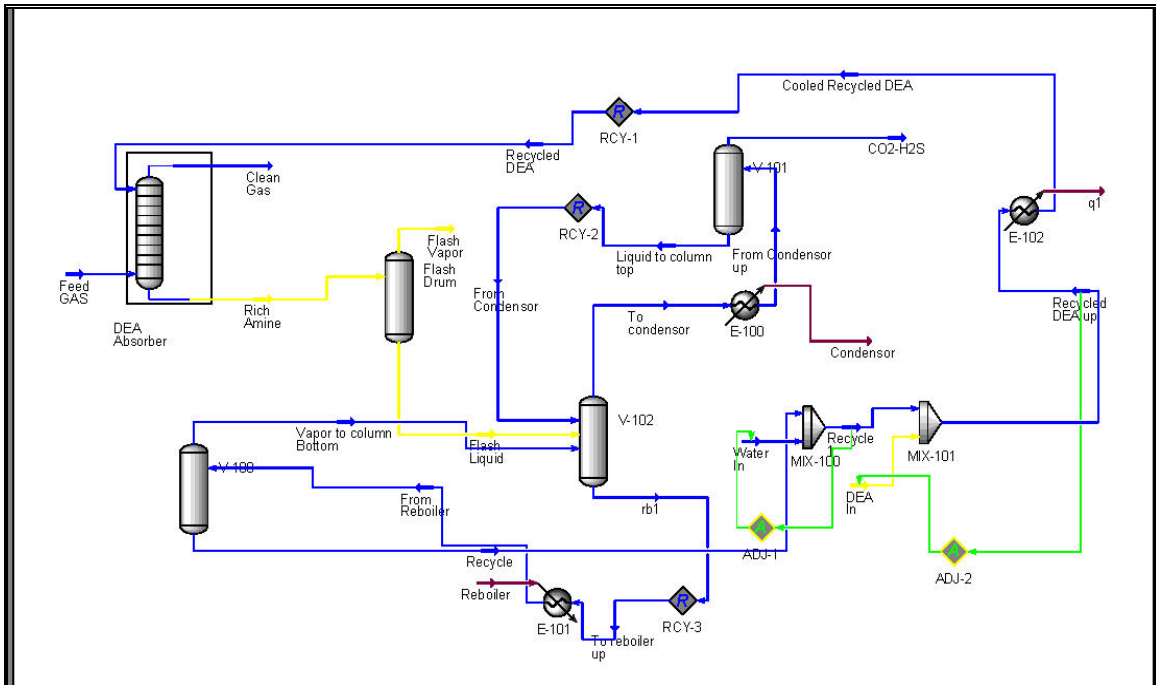 Cooled Recycled DEA
R
RCY-1
Recycled
DEA
CO2-H2S
V-101
Clean
Gas
q1
E-102
R
RCY-2
Flash
Vapor
Flash
Drum
Liquid to column
top
From Condensor
up
Feed
GAS
From
Condensor
Recycled
DEA up
Rich
Amine
To
condensor
E-100
DEA
Absorber
Condensor
V-102
Vapor to column
Bottom
Flash
Liquid
Recycle
1
Water
In
MIX-100
MIX-101
V-100
DEA
In
From
Reboiler
rb1
A
ADJ-1
A
ADJ-2
Recycle
Reboiler
R
RCY-3
E-101
To reboiler
up